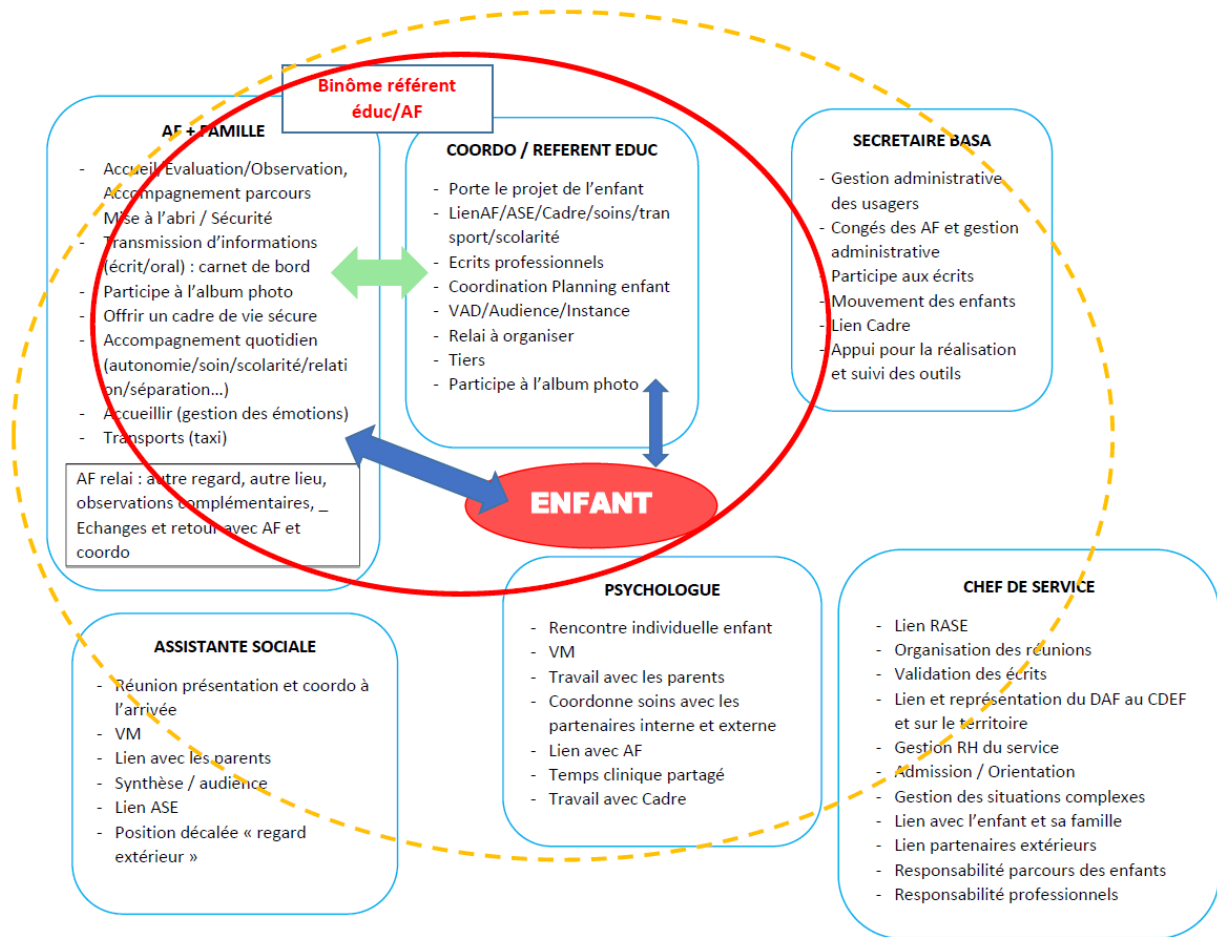 Binôme référent
éduc/AF
AF + FAMILLE
- Accueil/Evaluation/Observation,
Accompagnement parcours
- Mise à l'abri / Sécurité
- Transmission d'informations
(écrit/oral) : carnet de bord
- Participe à l'album photo
- Offrir un cadre de vie sécure
- Accompagnement quotidien
(autonomie/soin/scolarité/relati
on/séparation…)
- Accueillir (gestion des émotions)
- Transports (taxi)
AF relai : autre regard, autre lieu,
observations complémentaires, _
Echanges et retour avec AF et
coordo
COORDO / REFERENT EDUC
- Porte le projet de l'enfant
- LienAF/ASE/Cadre/soins/tran
sport/scolarité
- Ecrits professionnels
- Coordination Planning enfant
- VAD/Audience/Instance
- Relai à organiser
- Tiers
- Participe à l'album photo
SECRETAIRE BASA
- Gestion administrative
des usagers
- Congés des AF et gestion
administrative
- Participe aux écrits
- Mouvement des enfants
- Lien Cadre
- Appui pour la réalisation
et suivi des outils
ENFANT
ASSISTANTE SOCIALE
- Réunion présentation et coordo à
l'arrivée
- VM
- Lien avec les parents
- Synthèse / audience
- Lien ASE
- Position décalée « regard
extérieur »
PSYCHOLOGUE
- Rencontre individuelle enfant
- VM
- Travail avec les parents
- Coordonne soins avec les
partenaires interne et externe
- Lien avec AF
- Temps clinique partagé
- Travail avec Cadre
CHEF DE SERVICE
- Lien RASE
- Organisation des réunions
- Validation des écrits
- Lien et représentation du DAF au CDEF
et sur le territoire
- Gestion RH du service
- Admission / Orientation
- Gestion des situations complexes
- Lien avec l'enfant et sa famille
- Lien partenaires extérieurs
- Responsabilité parcours des enfants
- Responsabilité professionnels